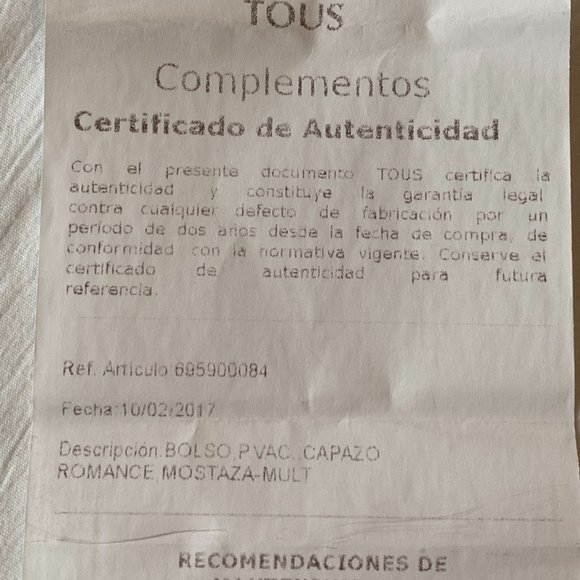 TOUS
Complementos
Certificado de Autenticidad
Con el presente documento TOUS certifica la
autenticidad y constituye la garantía legal
contra cualquier defecto de fabricación por un
período de dos años desde la fecha de compra, de
conformidad con la normativa vigente. Conserve el
certificado de autenticidad para futura
referencia.
Ref. Artículo:695900084
Fecha:10/02/2017
Descripción:BOLSO,PVAC.,CAPAZO
ROMANCE MOSTAZA-MULT
RECOMENDACIONES DE